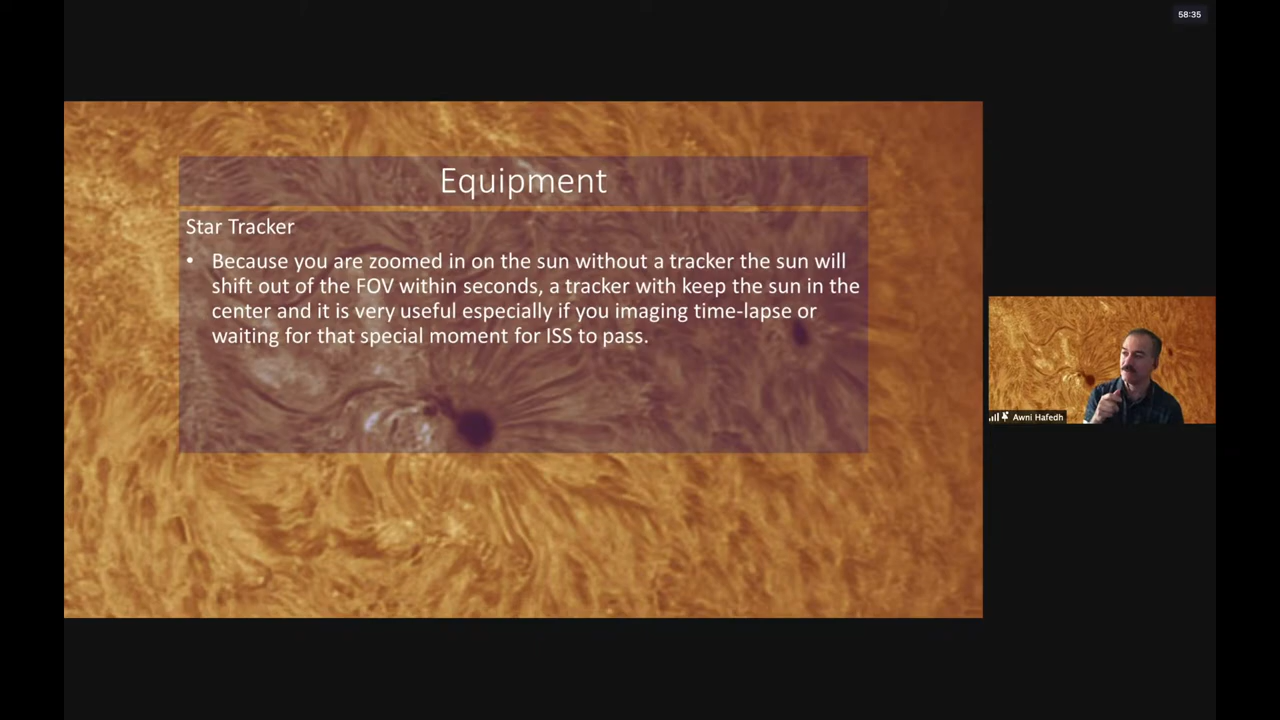 58:35
Equipment
Star Tracker
• Because you are zoomed in on the sun without a tracker the sun will
shift out of the FOV within seconds, a tracker with keep the sun in the
center and it is very useful especially if you imaging time-lapse or
waiting for that special moment for ISS to pass.
Awni Hafedh